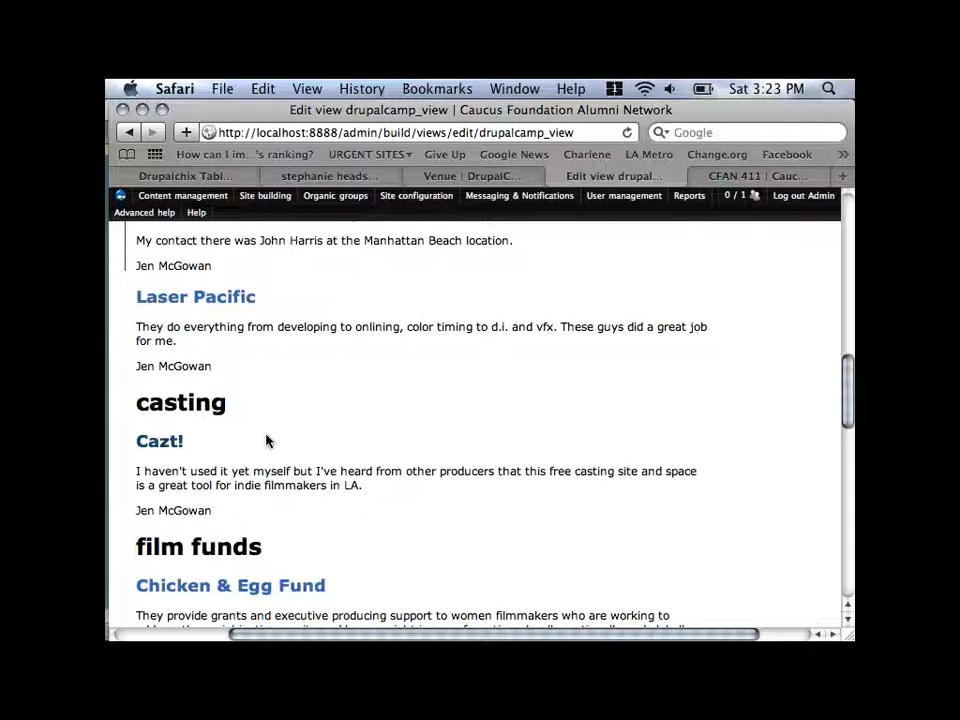 Safari File Edit View History Bookmarks Window Help Sat 3:23 PM
Edit view drupalcamp_view | Caucus Foundation Alumni Network
http://localhost:8888/admin/build/views/edit/drupalcamp_view Google
How can I im...'s ranking? URGENT SITES Give Up Google News Charlene LA Metro Change.org Facebook
Drupalchix Tabl... stephanie heads... Venue | DrupalC... Edit view drupal... CFAN 411 | Cauc...
Content management Site building Organic groups Site configuration Messaging & Notifications User management Reports 0 / 1 Log out Admin
Advanced help Help
My contact there was John Harris at the Manhattan Beach location.
Jen McGowan
Laser Pacific
They do everything from developing to onlining, color timing to d.i. and vfx. These guys did a great job
for me.
Jen McGowan
casting
Cazt!
I haven't used it yet myself but I've heard from other producers that this free casting site and space
is a great tool for indie filmmakers in LA.
Jen McGowan
film funds
Chicken & Egg Fund
They provide grants and executive producing support to women filmmakers who are working to